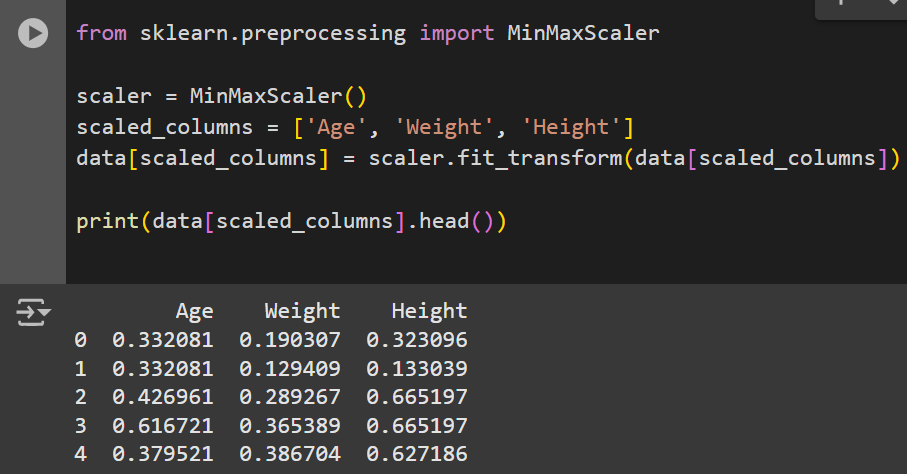 from sklearn.preprocessing import MinMaxScaler
scaler = MinMaxScaler()
scaled_columns = ['Age', 'Weight', 'Height']
data[scaled_columns] = scaler.fit_transform(data[scaled_columns])
print(data[scaled_columns].head())
Age Weight Height
0 0.332081 0.190307 0.323096
1 0.332081 0.129409 0.133039
2 0.426961 0.289267 0.665197
3 0.616721 0.365389 0.665197
4 0.379521 0.386704 0.627186